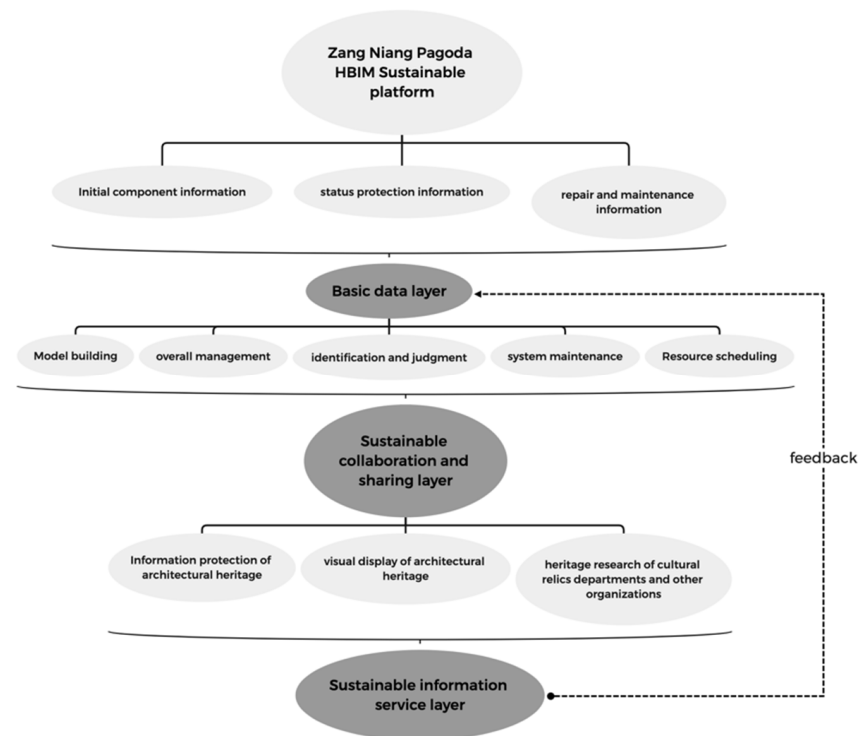 Zang Niang Pagoda
HBIM Sustainable
platform
Initial component information
status protection information
repair and maintenance
information
Basic data layer
Model building
overall management
identification and judgment
system maintenance
Resource scheduling
Sustainable
collaboration and
sharing layer
feedback
Information protection of
architectural heritage
visual display of architectural
heritage
heritage research of cultural
relics departments and other
organizations
Sustainable information
service layer